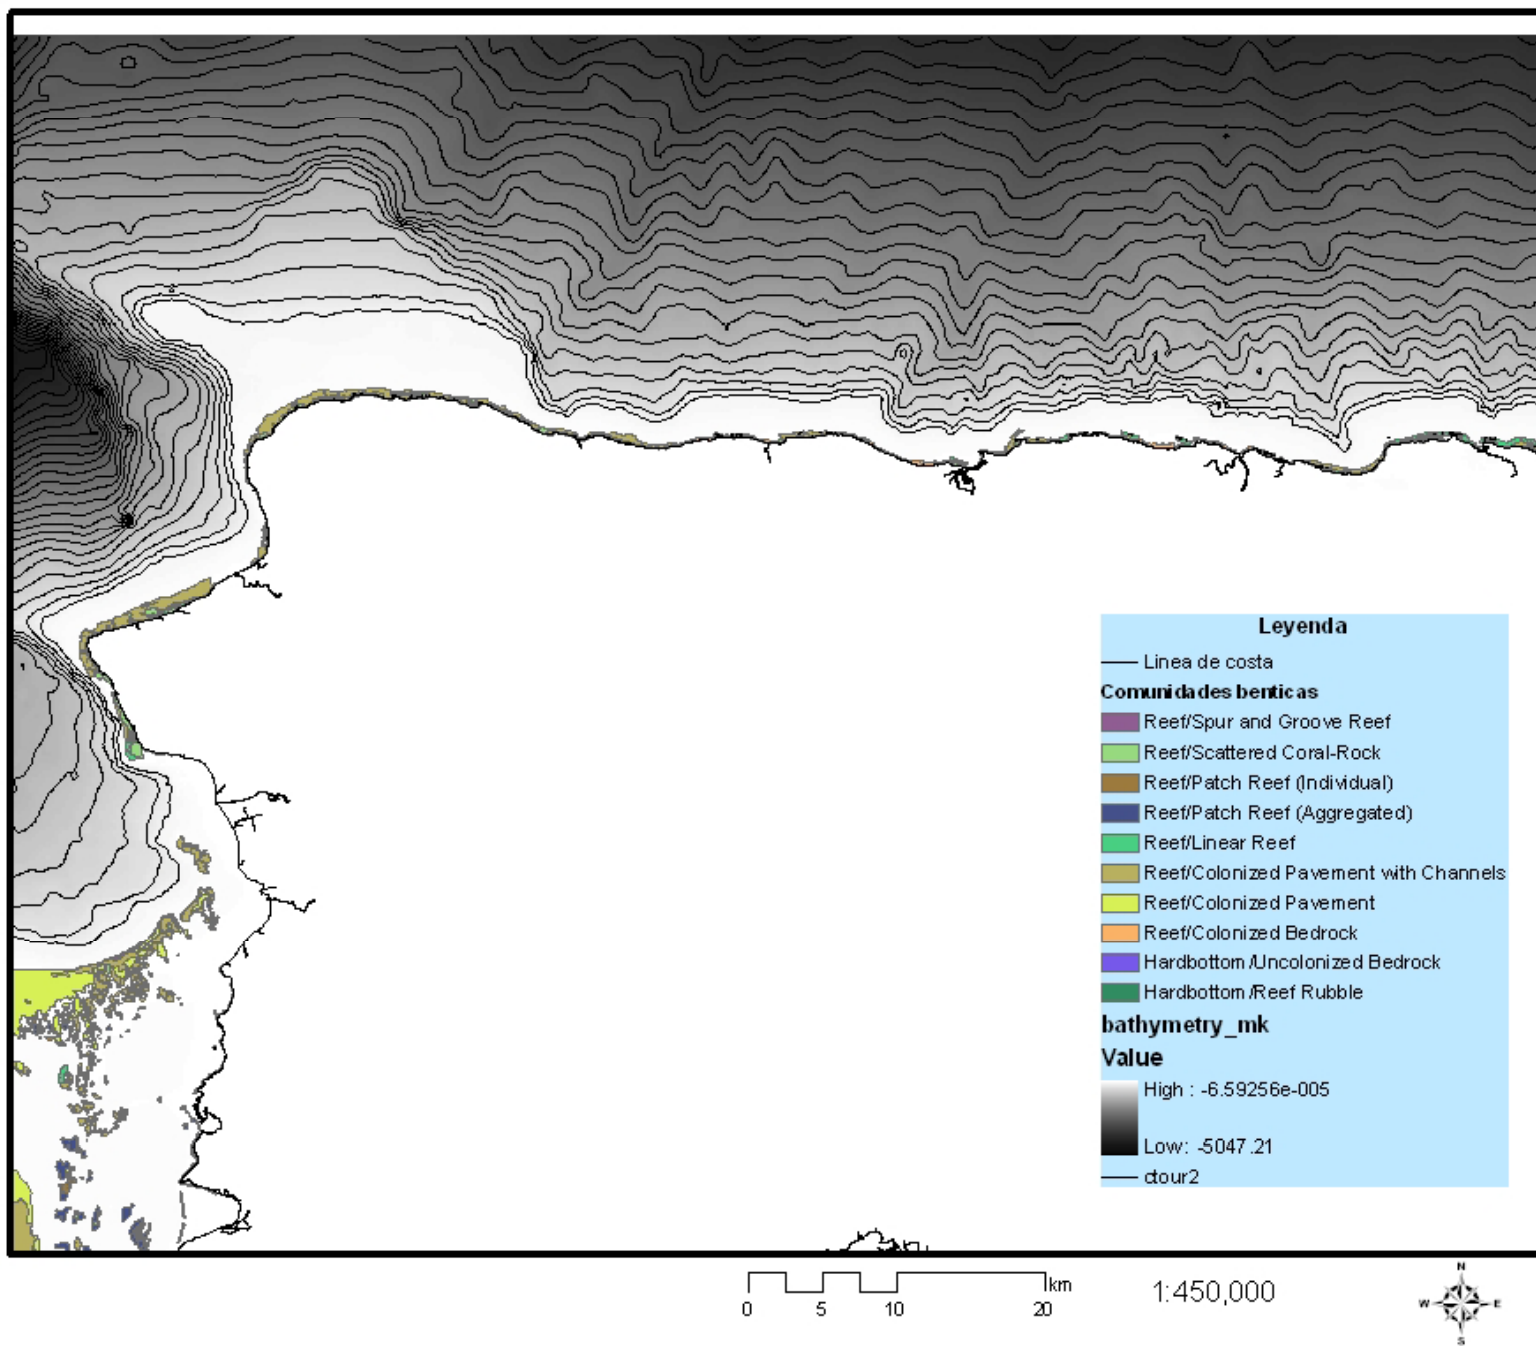 Leyenda
Linea de costa
Comunidades benticas
Reef/Spur and Groove Reef
Reef/Scattered Coral-Rock
Reef/Patch Reef (Individual)
Reef/Patch Reef (Aggregated)
Reef/Linear Reef
Reef/Colonized Pavement with Channels
Reef/Colonized Pavement
Reef/Colonized Bedrock
Hardbottom/Uncolonized Bedrock
Hardbottom/Reef Rubble
bathymetry_mk
Value
High : -6.59256e-005
Low: -5047.21
ctour2
km
0 5 10 20
1:450,000
N
W E
S